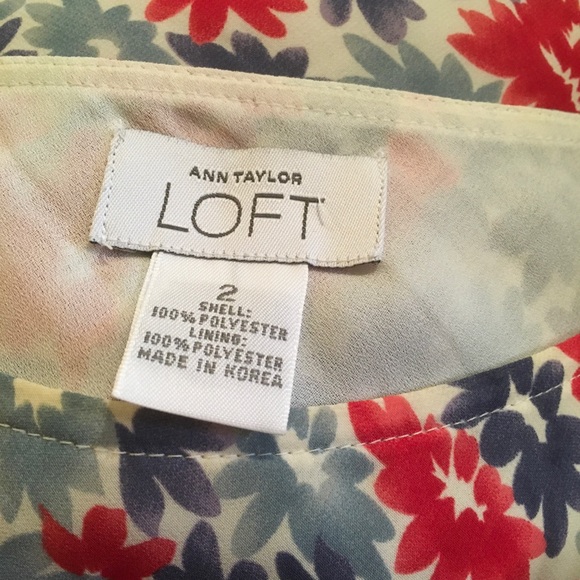 ANN TAYLOR
LOFT
2
SHELL:
100% POLYESTER
LINING:
100% POLYESTER
MADE IN KOREA